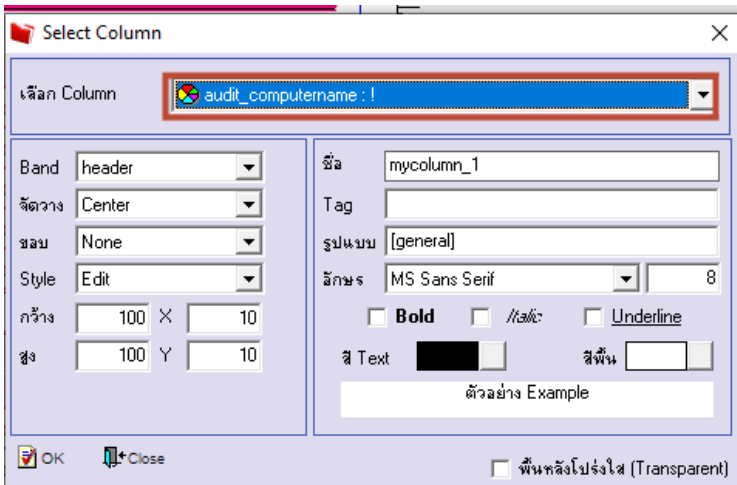 Select Column
เลือก Column
audit_computername : !
Band header
จัดวาง Center
ขอบ None
Style Edit
กว้าง 100 X 10
สูง 100 Y 10
ชื่อ mycolumn_1
Tag
รูปแบบ [general]
ลักษร MS Sans Serif 8
Bold Italic Underline
สี Text สีพื้น
ตัวอย่าง Example
OK Close
พื้นหลังโปร่งใส (Transparent)